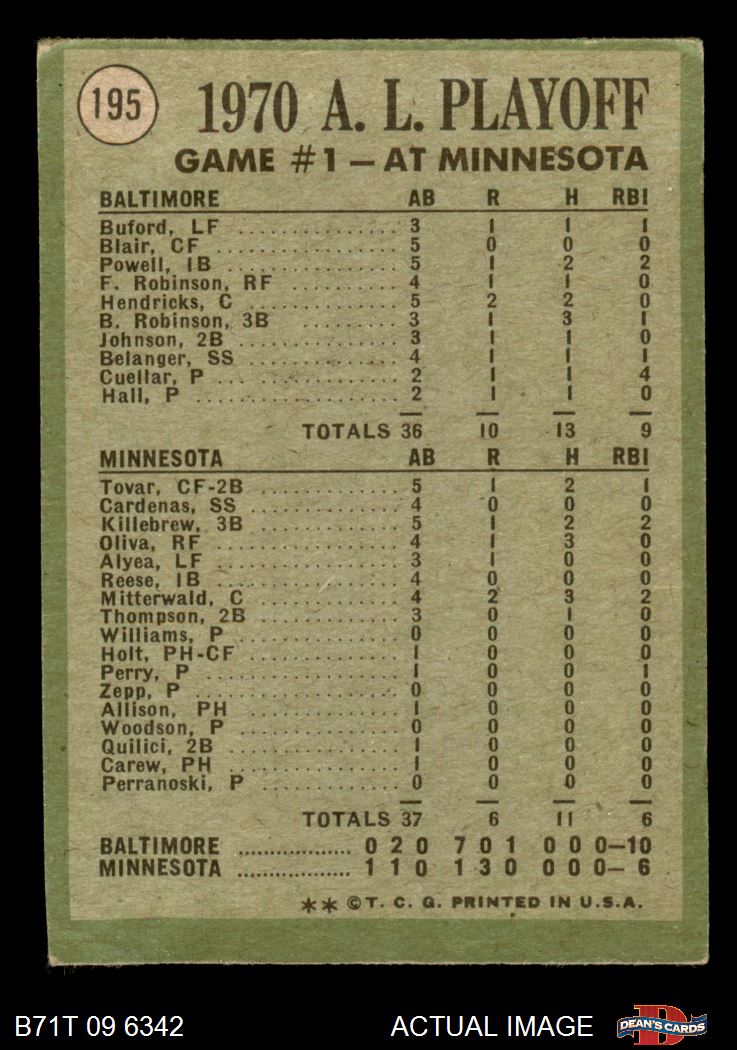 195
1970 A. L. PLAYOFF
GAME #1 – AT MINNESOTA
BALTIMORE AB R H RBI
Buford, LF ............... 3 1 1 1
Blair, CF ............... 5 0 0 0
Powell, 1B ............... 5 1 2 2
F. Robinson, RF ............ 4 1 1 0
Hendricks, C ............... 5 2 2 0
B. Robinson, 3B ............ 3 1 3 1
Johnson, 2B ............... 3 1 1 0
Belanger, SS ............... 4 1 1 1
Cuellar, P ............... 2 1 1 4
Hall, P ............... 2 1 1 0
TOTALS 36 10 13 9
MINNESOTA AB R H RBI
Tovar, CF-2B ............... 5 1 2 1
Cardenas, SS ............... 4 0 0 0
Killebrew, 3B ............... 5 1 2 2
Oliva, RF ............... 4 1 3 0
Alyea, LF ............... 3 1 0 0
Reese, 1B ............... 4 0 0 0
Mitterwald, C ............... 4 2 3 2
Thompson, 2B ............... 3 0 1 0
Williams, P ............... 0 0 0 0
Holt, PH-CF ............... 1 0 0 0
Perry, P ............... 1 0 0 1
Zepp, P ............... 0 0 0 0
Allison, PH ............... 1 0 0 0
Woodson, P ............... 0 0 0 0
Quilici, 2B ............... 1 0 0 0
Carew, PH ............... 1 0 0 0
Perranoski, P ............... 0 0 0 0
TOTALS 37 6 11 6
BALTIMORE .................. 0 2 0 7 0 1 0 0 0–10
MINNESOTA .................. 1 1 0 1 3 0 0 0 0– 6
** © T. C. G. PRINTED IN U.S.A.
B71T 09 6342 ACTUAL IMAGE D DEAN'S CARDS